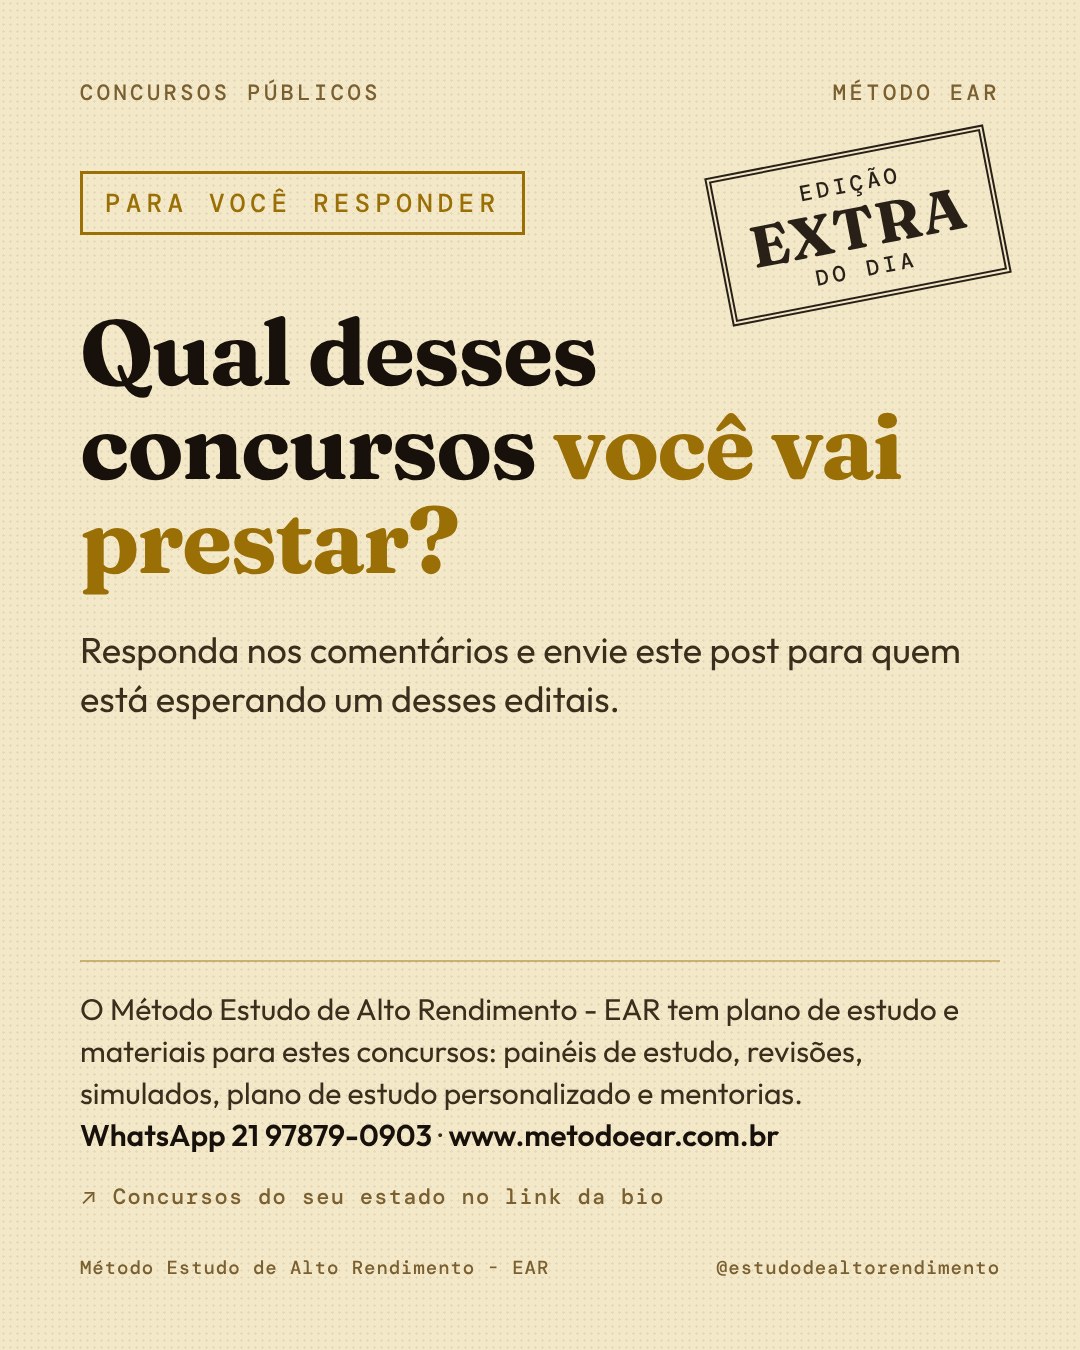 CONCURSOS PÚBLICOS
MÉTODO EAR
PARA VOCÊ RESPONDER
EDIÇÃO
EXTRA
DO DIA
Qual desses
concursos você vai
prestar?
Responda nos comentários e envie este post para quem
está esperando um desses editais.
O Método Estudo de Alto Rendimento - EAR tem plano de estudo e
materiais para estes concursos: painéis de estudo, revisões,
simulados, plano de estudo personalizado e mentorias.
WhatsApp 21 97879-0903 · www.metodoear.com.br
↗ Concursos do seu estado no link da bio
Método Estudo de Alto Rendimento - EAR
@estudodealtorendimento